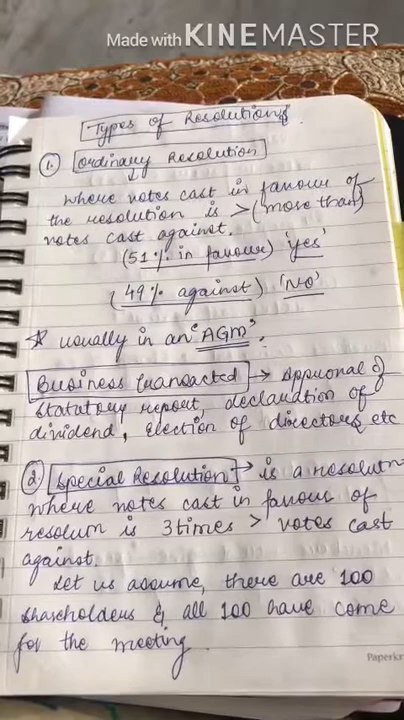 Made with KINEMASTER
Types of Resolutions
1. Ordinary Resolution
Where votes cast in favour of
the resolution is > (more than)
votes cast against.
(51% in favour) 'Yes'
(49% against) 'No'
☆ usually in an 'AGM'.
Business transacted → Approval of
statutory report, declaration of
dividend, Election of directors etc
2. Special Resolution → is a resolutn
where votes cast in favour of
resolum is 3 times > votes cast
against.
Let us assume, there are 100
shareholders & all 100 have come
for the meeting.
Paperkr